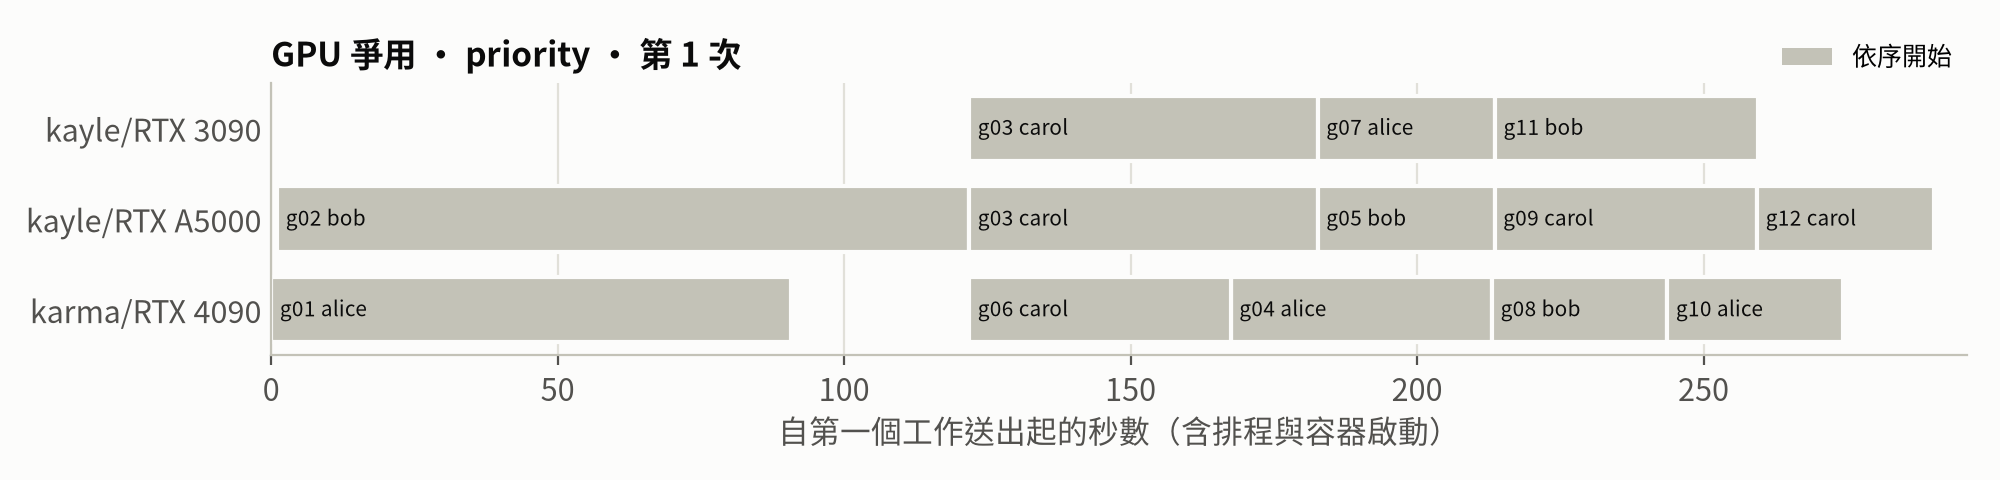 GPU 爭用 · priority · 第 1 次
依序開始
kayle/RTX 3090
g03 carol
g07 alice
g11 bob
kayle/RTX A5000
g02 bob
g03 carol
g05 bob
g09 carol
g12 carol
karma/RTX 4090
g01 alice
g06 carol
g04 alice
g08 bob
g10 alice
0
50
100
150
200
250
自第一個工作送出起的秒數（含排程與容器啟動）